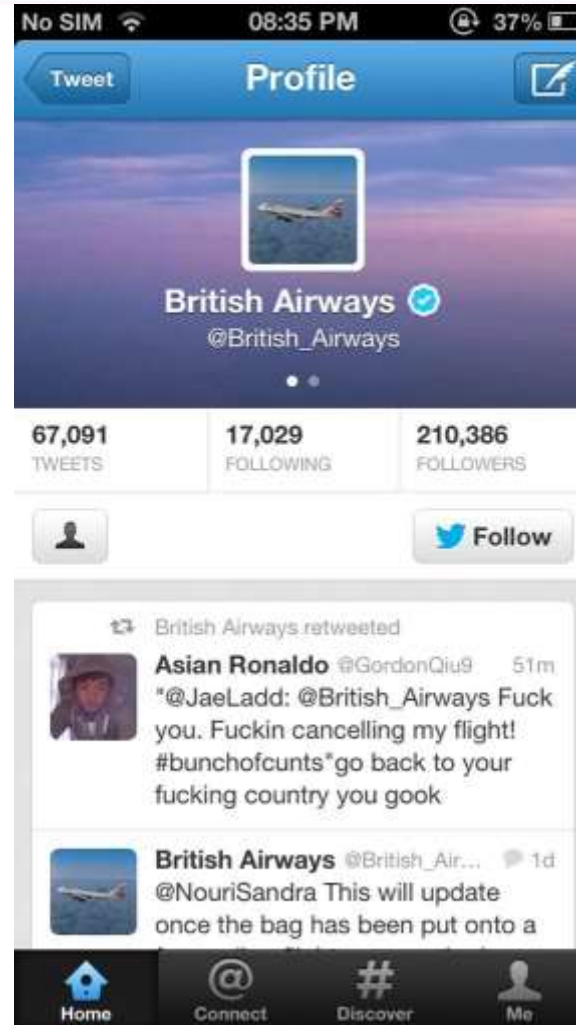 No SIM 08:35 PM 37%
Tweet Profile
British Airways
@British_Airways
67,091 17,029 210,386
TWEETS FOLLOWING FOLLOWERS
Follow
British Airways retweeted
Asian Ronaldo @GordonQiu9 51m
"@JaeLadd: @British_Airways Fuck
you. Fuckin cancelling my flight!
#bunchofcunts"go back to your
fucking country you gook
British Airways @British_Air... 1d
@NouriSandra This will update
once the bag has been put onto a
Home Connect Discover Me